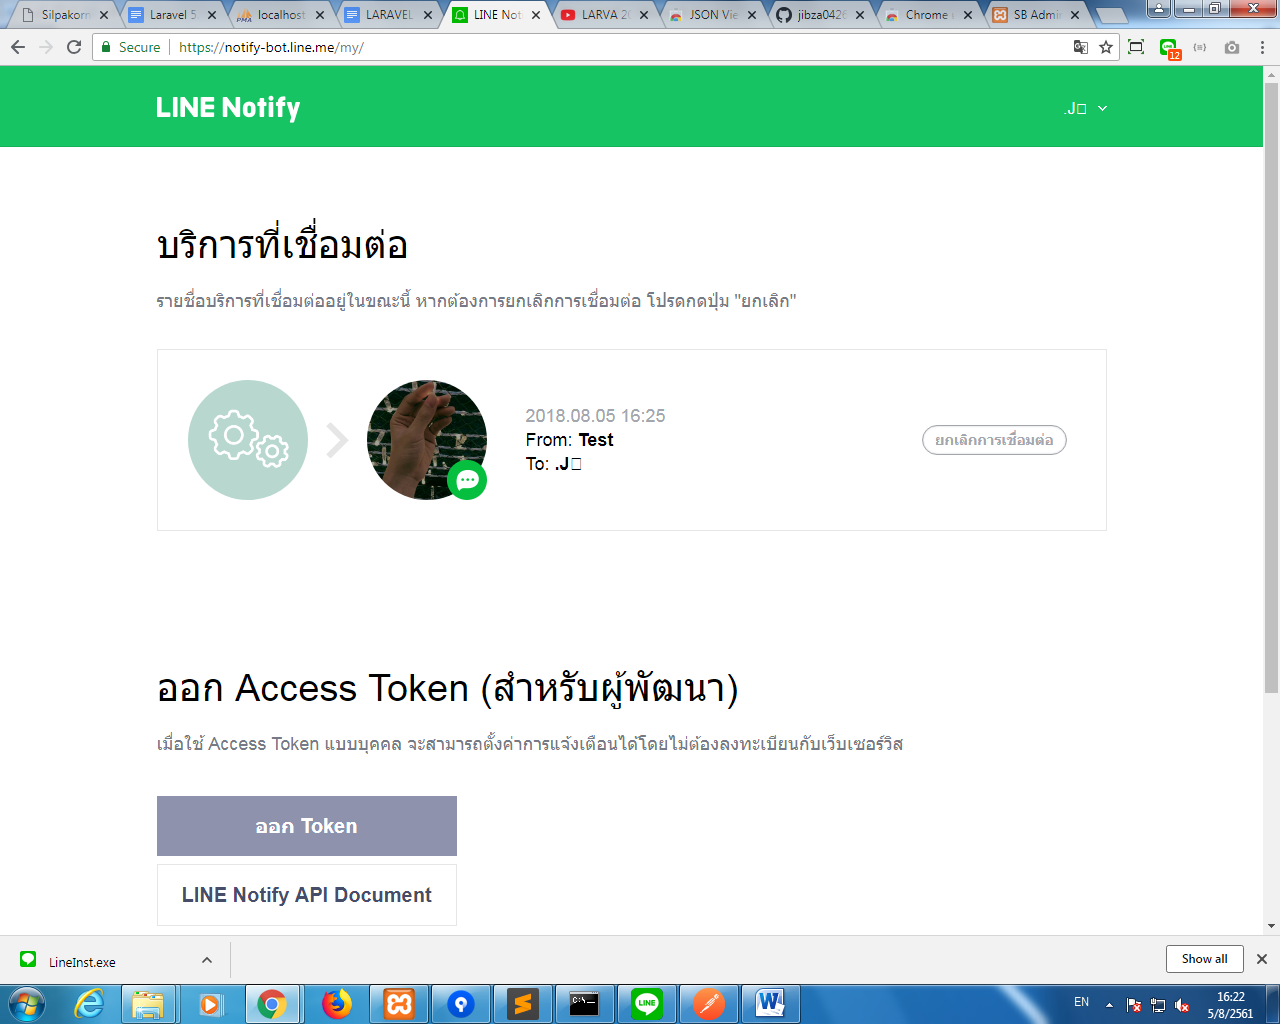 Silpakorn
Laravel 5
localhost
LARAVEL
LINE Not
LARVA 20
JSON Vie
jibza0426
Chrome
SB Admin
Secure
https://notify-bot.line.me/my/
12
LINE Notify
.J
บริการที่เชื่อมต่อ
รายชื่อบริการที่เชื่อมต่ออยู่ในขณะนี้ หากต้องการยกเลิกการเชื่อมต่อ โปรดกดปุ่ม "ยกเลิก"
2018.08.05 16:25
From: Test
To: .J
ยกเลิกการเชื่อมต่อ
ออก Access Token (สำหรับผู้พัฒนา)
เมื่อใช้ Access Token แบบบุคคล จะสามารถตั้งค่าการแจ้งเตือนได้โดยไม่ต้องลงทะเบียนกับเว็บเซอร์วิส
ออก Token
LINE Notify API Document
LineInst.exe
Show all
EN
16:22
5/8/2561